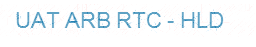 UAT ARB RTC - HLD